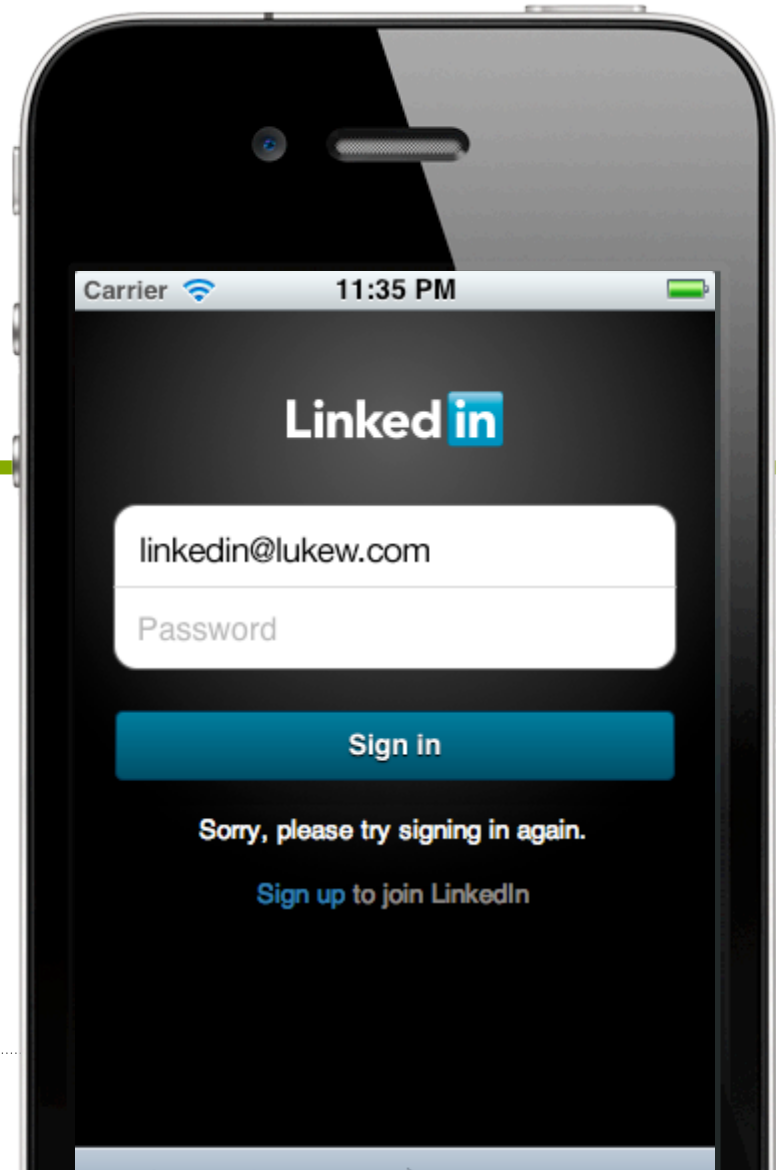 Carrier 11:35 PM
Linked in
linkedin@lukew.com
Password
Sign in
Sorry, please try signing in again.
Sign up to join LinkedIn